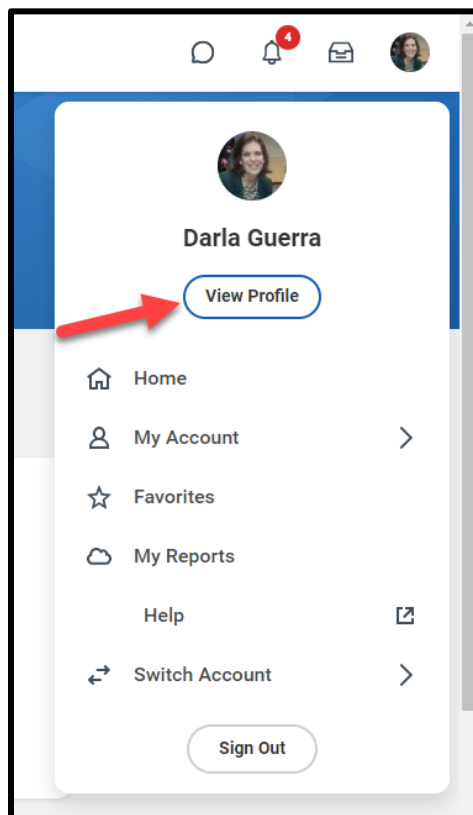 4
Darla Guerra
View Profile
Home
My Account
Favorites
My Reports
Help
Switch Account
Sign Out